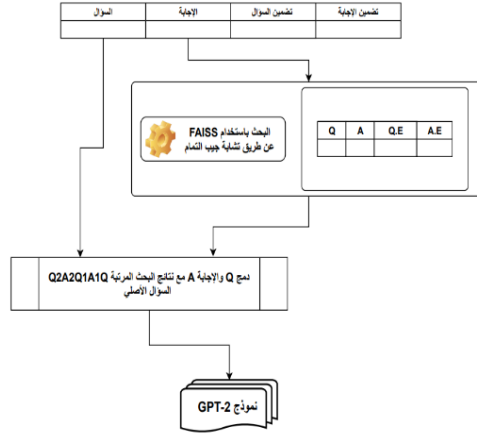 السؤال
الإجابة
تضمين السؤال
تضمين الإجابة
البحث باستخدام FAISS
عن طريق تشابة جيب التمام
Q A Q.E A.E
دمج Q والإجابة A مع نتائج البحث المرتبة Q2A2Q1A1Q
السؤال الأصلي
نموذج GPT-2